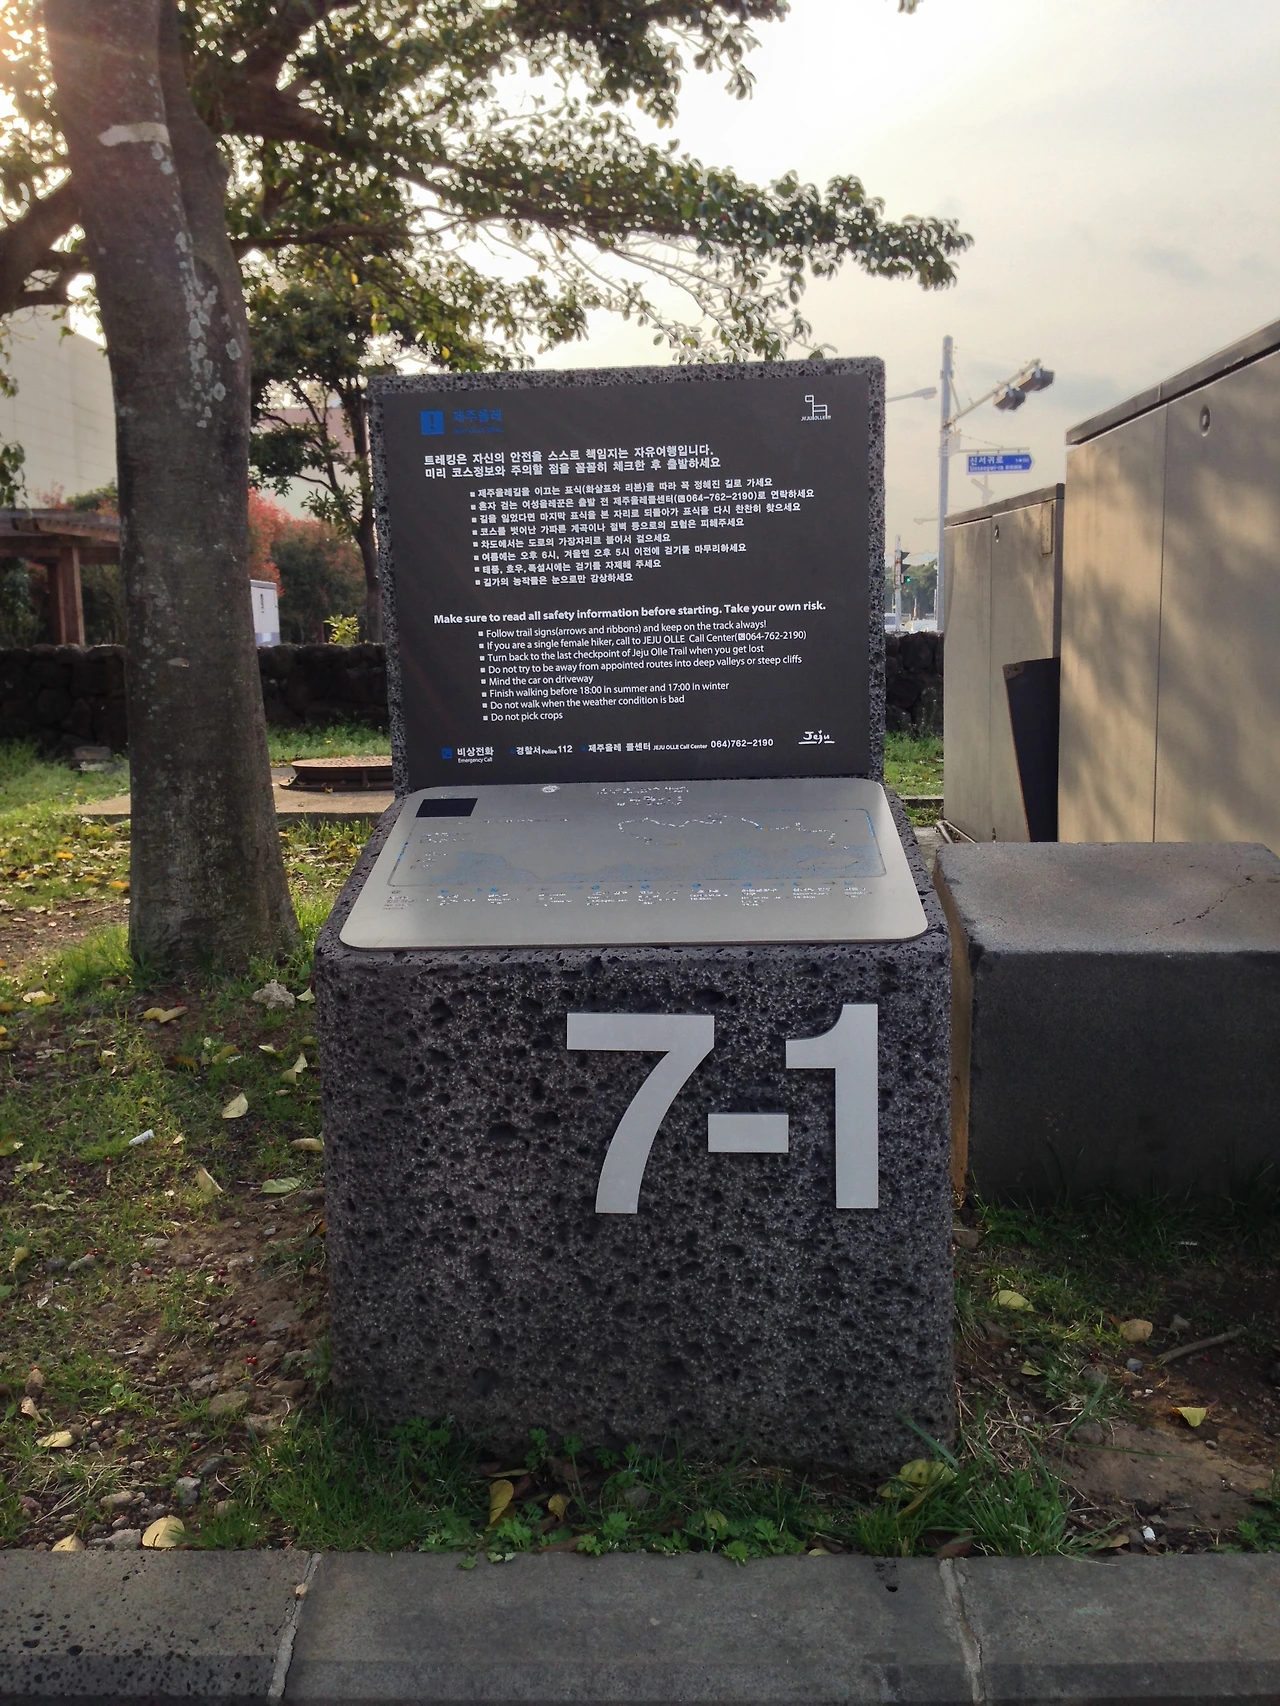 제주올레
JEJU OLLE
트레킹은 자신의 안전을 스스로 책임지는 자유여행입니다.
미리 코스정보와 주의할 점을 꼼꼼히 체크한 후 출발하세요
제주올레길을 이끄는 표식(화살표와 리본)을 따라 꼭 정해진 길로 가세요
혼자 걷는 여성올레꾼은 출발 전 제주올레콜센터(☎064-762-2190)로 연락하세요
길을 잃었다면 마지막 표식을 본 자리로 되돌아가 표식을 다시 찬찬히 찾으세요
코스를 벗어난 가파른 계곡이나 절벽 등으로의 모험은 피해주세요
차도에서는 도로의 가장자리로 붙어서 걸으세요
여름에는 오후 6시, 겨울엔 오후 5시 이전에 걷기를 마무리하세요
태풍, 호우, 폭설시에는 걷기를 자제해 주세요
길가의 농작물은 눈으로만 감상하세요
Make sure to read all safety information before starting. Take your own risk.
Follow trail signs(arrows and ribbons) and keep on the track always!
If you are a single female hiker, call to JEJU OLLE Call Center(☎064-762-2190)
Turn back to the last checkpoint of Jeju Olle Trail when you get lost
Do not try to be away from appointed routes into deep valleys or steep cliffs
Mind the car on driveway
Finish walking before 18:00 in summer and 17:00 in winter
Do not walk when the weather condition is bad
Do not pick crops
비상전화 경찰서 Police 112 제주올레 콜센터 JEJU OLLE Call Center 064)762-2190
Emergency Call
Jeju
7-1
신서귀로
Sinseogwi-ro